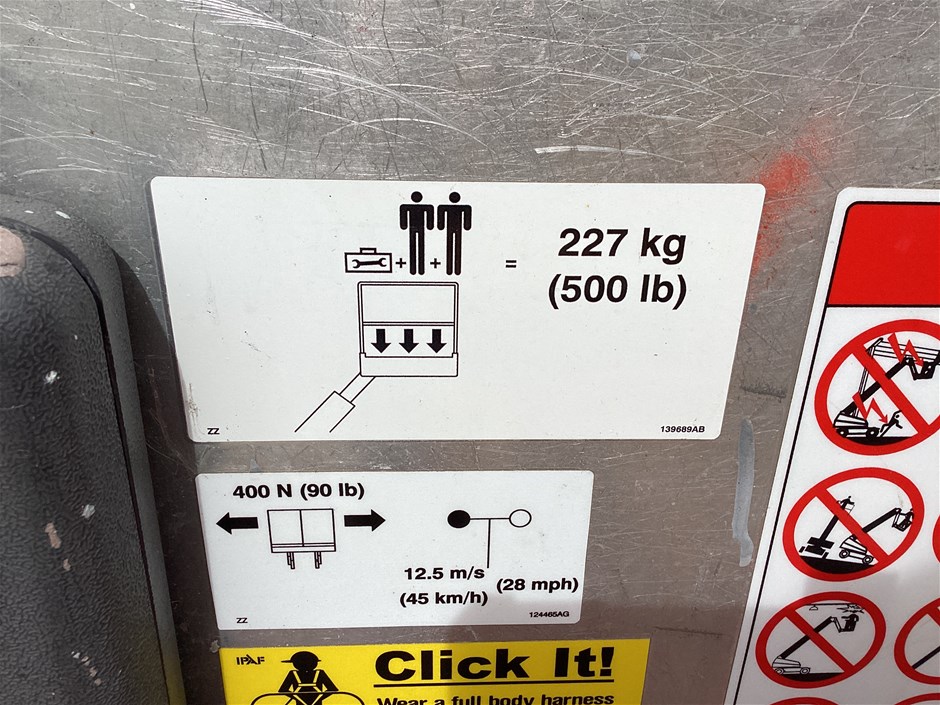 + + = 227 kg
(500 lb)
ZZ 139689AB
400 N (90 lb)
12.5 m/s (28 mph)
(45 km/h)
ZZ 124465AG
IPAF Click It!
Wear a full body harness